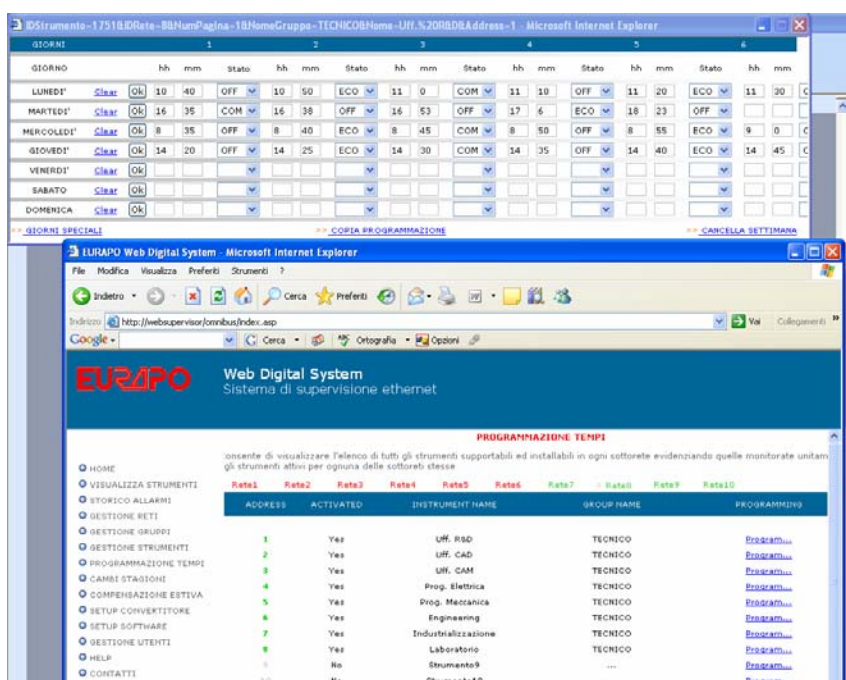 IDStrumento-1751&IDRete-8&NumPagina-1&NomeGruppo-TECNICO&Nome-Uff.%20R&D&Address-1 - Microsoft Internet Explorer
GIORNI 1 2 3 4 5 6
GIORNO hh mm Stato hh mm Stato hh mm Stato hh mm Stato hh mm Stato hh mm
LUNEDI' Clear Ok 10 40 OFF 10 50 ECO 11 0 COM 11 10 OFF 11 20 ECO 11 30
MARTEDI' Clear Ok 16 35 COM 16 38 OFF 16 53 OFF 17 6 ECO 18 23 OFF
MERCOLEDI' Clear Ok 8 35 OFF 8 40 ECO 8 45 COM 8 50 OFF 8 55 ECO 9 0
GIOVEDI' Clear Ok 14 20 OFF 14 25 ECO 14 30 COM 14 35 OFF 14 40 ECO 14 45
VENERDI' Clear Ok
SABATO Clear Ok
DOMENICA Clear Ok
>> GIORNI SPECIALI >> COPIA PROGRAMMAZIONE >> CANCELLA SETTIMANA
EURAPO Web Digital System - Microsoft Internet Explorer
File Modifica Visualizza Preferiti Strumenti ?
Indietro Cerca Preferiti
Indirizzo http://websupervisor/omnibus/index.asp Vai Collegamenti »
Google Cerca Ortografia Opzioni
EURAPO
Web Digital System
Sistema di supervisione ethernet
PROGRAMMAZIONE TEMPI
onsente di visualizzare l'elenco di tutti gli strumenti supportabili ed installabili in ogni sottorete evidenziando quelle monitorate unitam
gli strumenti attivi per ognuna delle sottoreti stesse
HOME
VISUALIZZA STRUMENTI
STORICO ALLARMI
GESTIONE RETI
GESTIONE GRUPPI
GESTIONE STRUMENTI
PROGRAMMAZIONE TEMPI
CAMBI STAGIONI
COMPENSAZIONE ESTIVA
SETUP CONVERTITORE
SETUP SOFTWARE
GESTIONE UTENTI
HELP
CONTATTI
Rete1 Rete2 Rete3 Rete4 Rete5 Rete6 Rete7 Rete8 Rete9 Rete10
ADDRESS ACTIVATED INSTRUMENT NAME GROUP NAME PROGRAMMING
1 Yes Uff. R&D TECNICO Program...
2 Yes Uff. CAD TECNICO Program...
3 Yes Uff. CAM TECNICO Program...
4 Yes Prog. Elettrica TECNICO Program...
5 Yes Prog. Meccanica TECNICO Program...
6 Yes Engineering TECNICO Program...
7 Yes Industrializzazione TECNICO Program...
8 Yes Laboratorio TECNICO Program...
9 No Strumento9 ... Program...